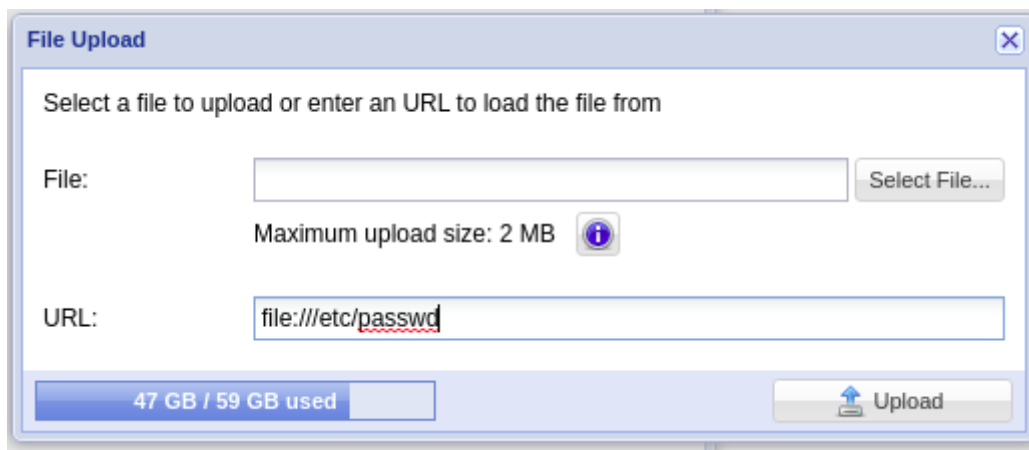 File Upload
Select a file to upload or enter an URL to load the file from
File:
Select File...
Maximum upload size: 2 MB
URL:
file:///etc/passwd
47 GB / 59 GB used
Upload